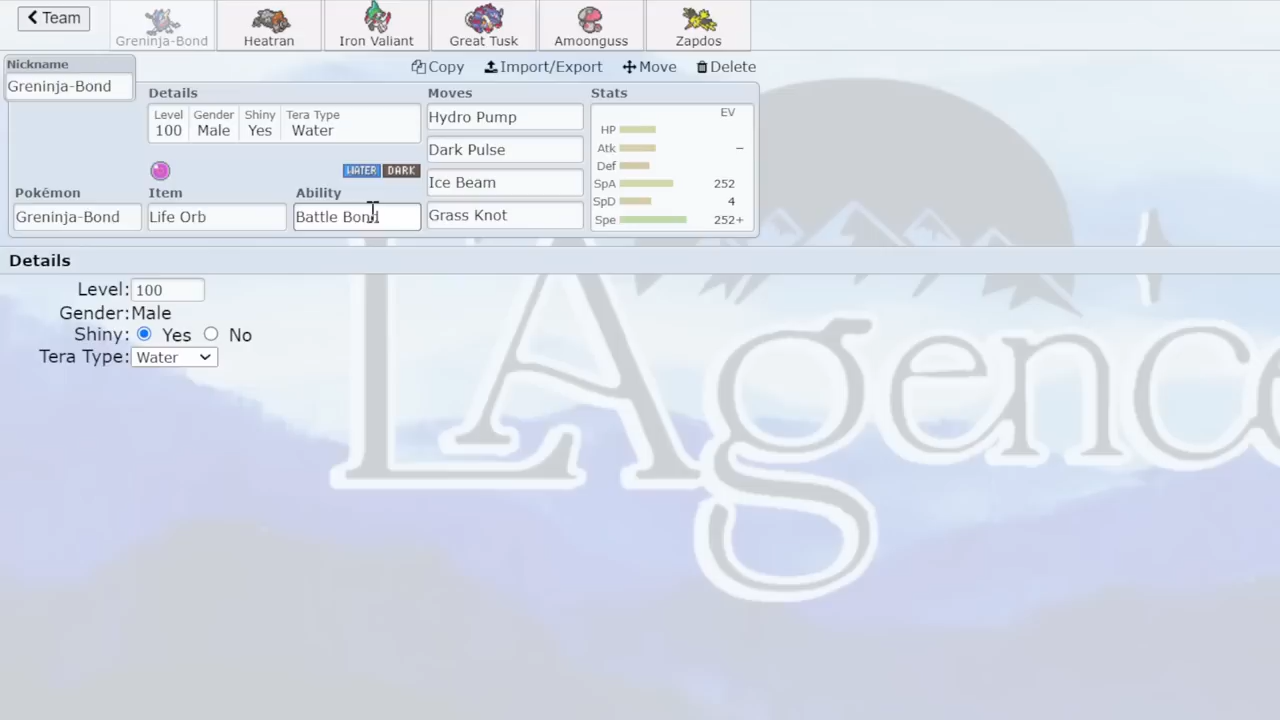 Team
Greninja-Bond
Heatran
Iron Valiant
Great Tusk
Amoonguss
Zapdos
Nickname
Greninja-Bond
Copy
Import/Export
Move
Delete
Details
Level
100
Gender
Male
Shiny
Yes
Tera Type
Water
WATER DARK
Pokémon
Greninja-Bond
Item
Life Orb
Ability
Battle Bond
Moves
Hydro Pump
Dark Pulse
Ice Beam
Grass Knot
Stats
EV
HP
Atk –
Def
SpA 252
SpD 4
Spe 252+
Details
Level: 100
Gender: Male
Shiny: Yes No
Tera Type: Water
LAgence